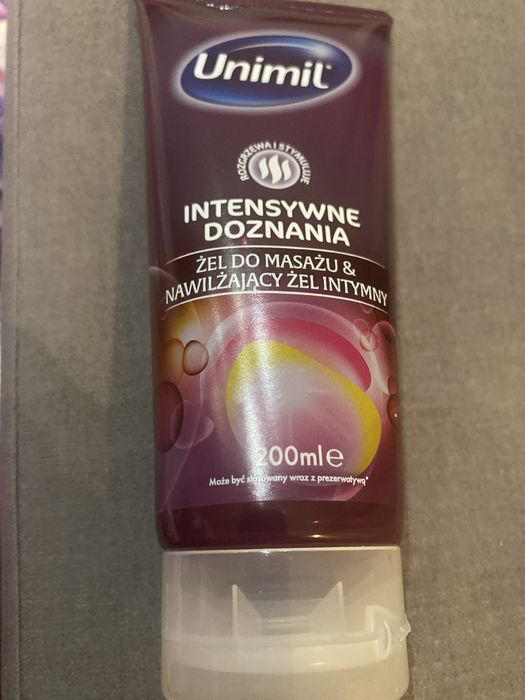 Unimil
ROZGRZEWA I STYMULUJE
INTENSYWNE
DOZNANIA
ŻEL DO MASAŻU &
NAWILŻAJĄCY ŻEL INTYMNY
200ml℮
Może być stosowany wraz z prezerwatywą*